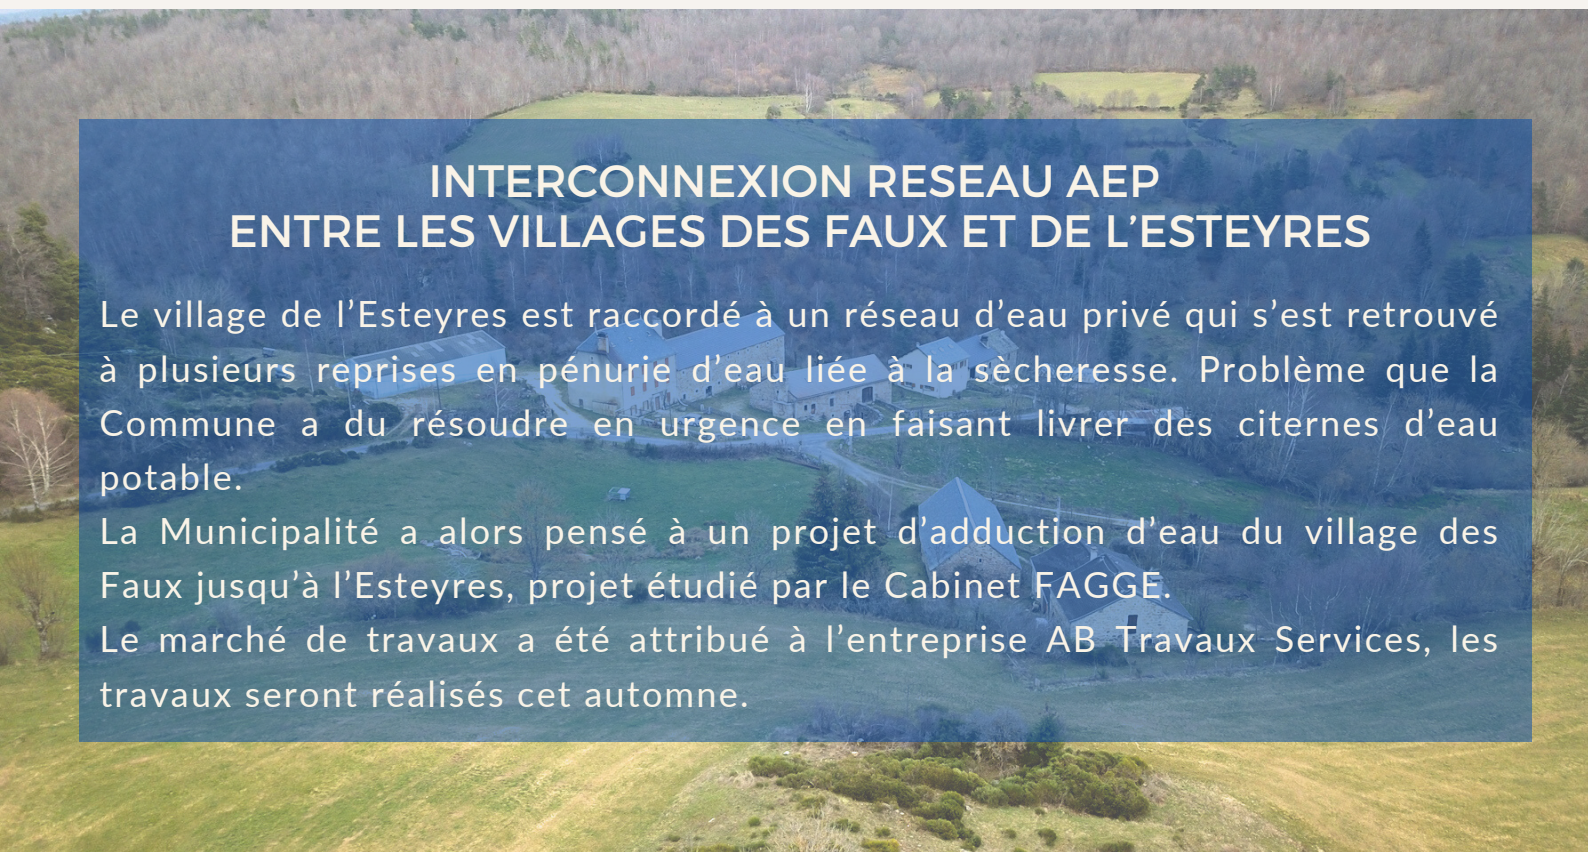 INTERCONNEXION RESEAU AEP
ENTRE LES VILLAGES DES FAUX ET DE L’ESTEYRES
Le village de l’Esteyres est raccordé à un réseau d’eau privé qui s’est retrouvé
à plusieurs reprises en pénurie d’eau liée à la sècheresse. Problème que la
Commune a du résoudre en urgence en faisant livrer des citernes d’eau
potable.
La Municipalité a alors pensé à un projet d’adduction d’eau du village des
Faux jusqu’à l’Esteyres, projet étudié par le Cabinet FAGGE.
Le marché de travaux a été attribué à l’entreprise AB Travaux Services, les
travaux seront réalisés cet automne.